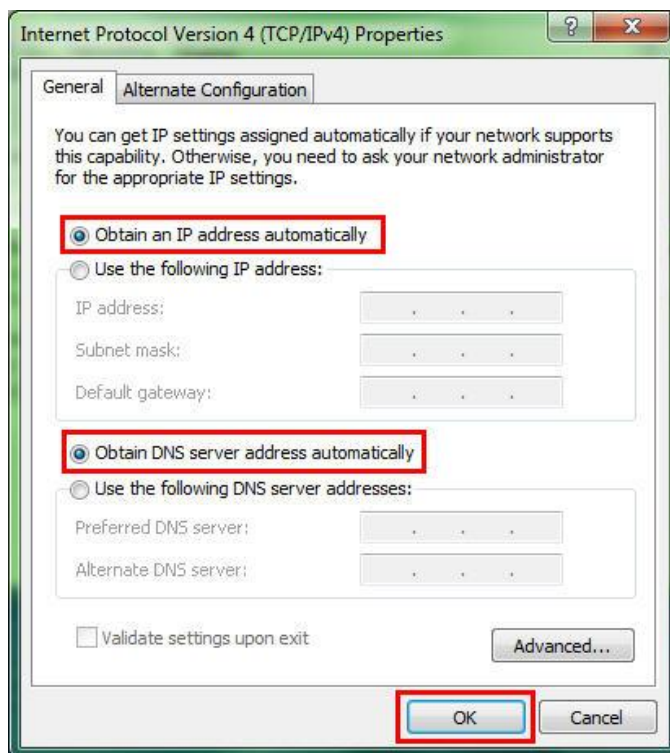 Internet Protocol Version 4 (TCP/IPv4) Properties
General
Alternate Configuration
You can get IP settings assigned automatically if your network supports
this capability. Otherwise, you need to ask your network administrator
for the appropriate IP settings.
Obtain an IP address automatically
Use the following IP address:
IP address:
Subnet mask:
Default gateway:
Obtain DNS server address automatically
Use the following DNS server addresses:
Preferred DNS server:
Alternate DNS server:
Validate settings upon exit
Advanced...
OK
Cancel